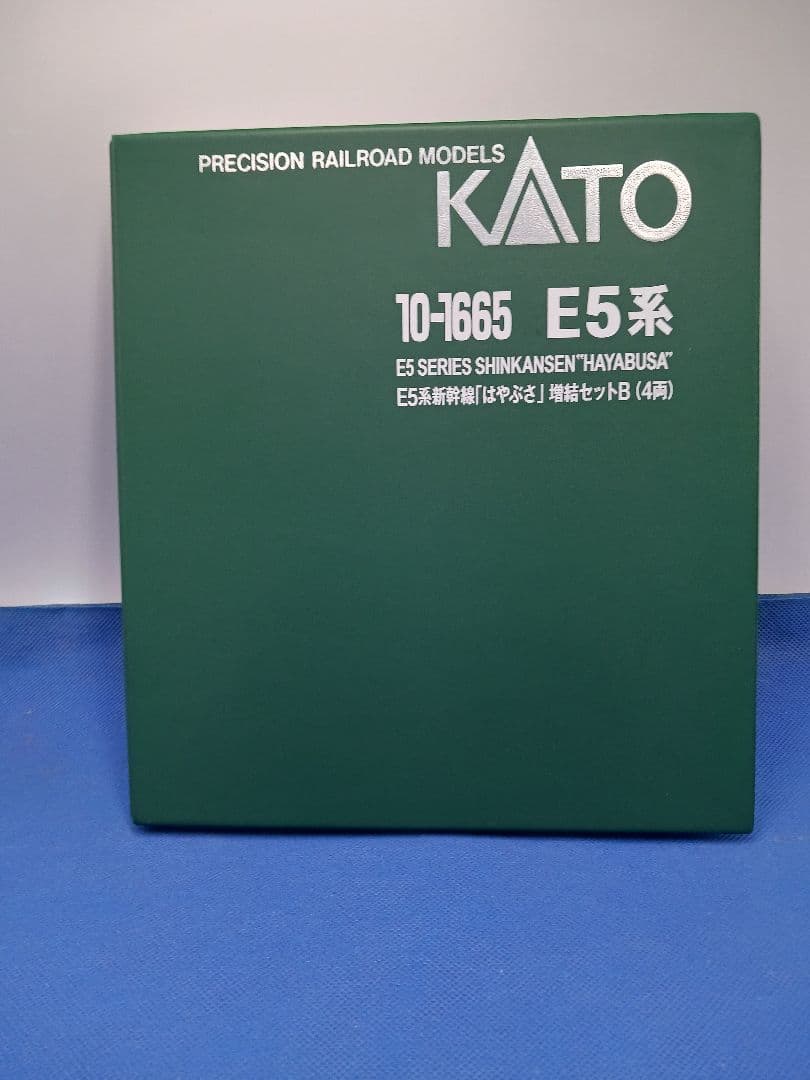 PRECISION RAILROAD MODELS
KATO
10-1665 E5系
E5 SERIES SHINKANSEN"HAYABUSA"
E5系新幹線「はやぶさ」増結セットB(4両)